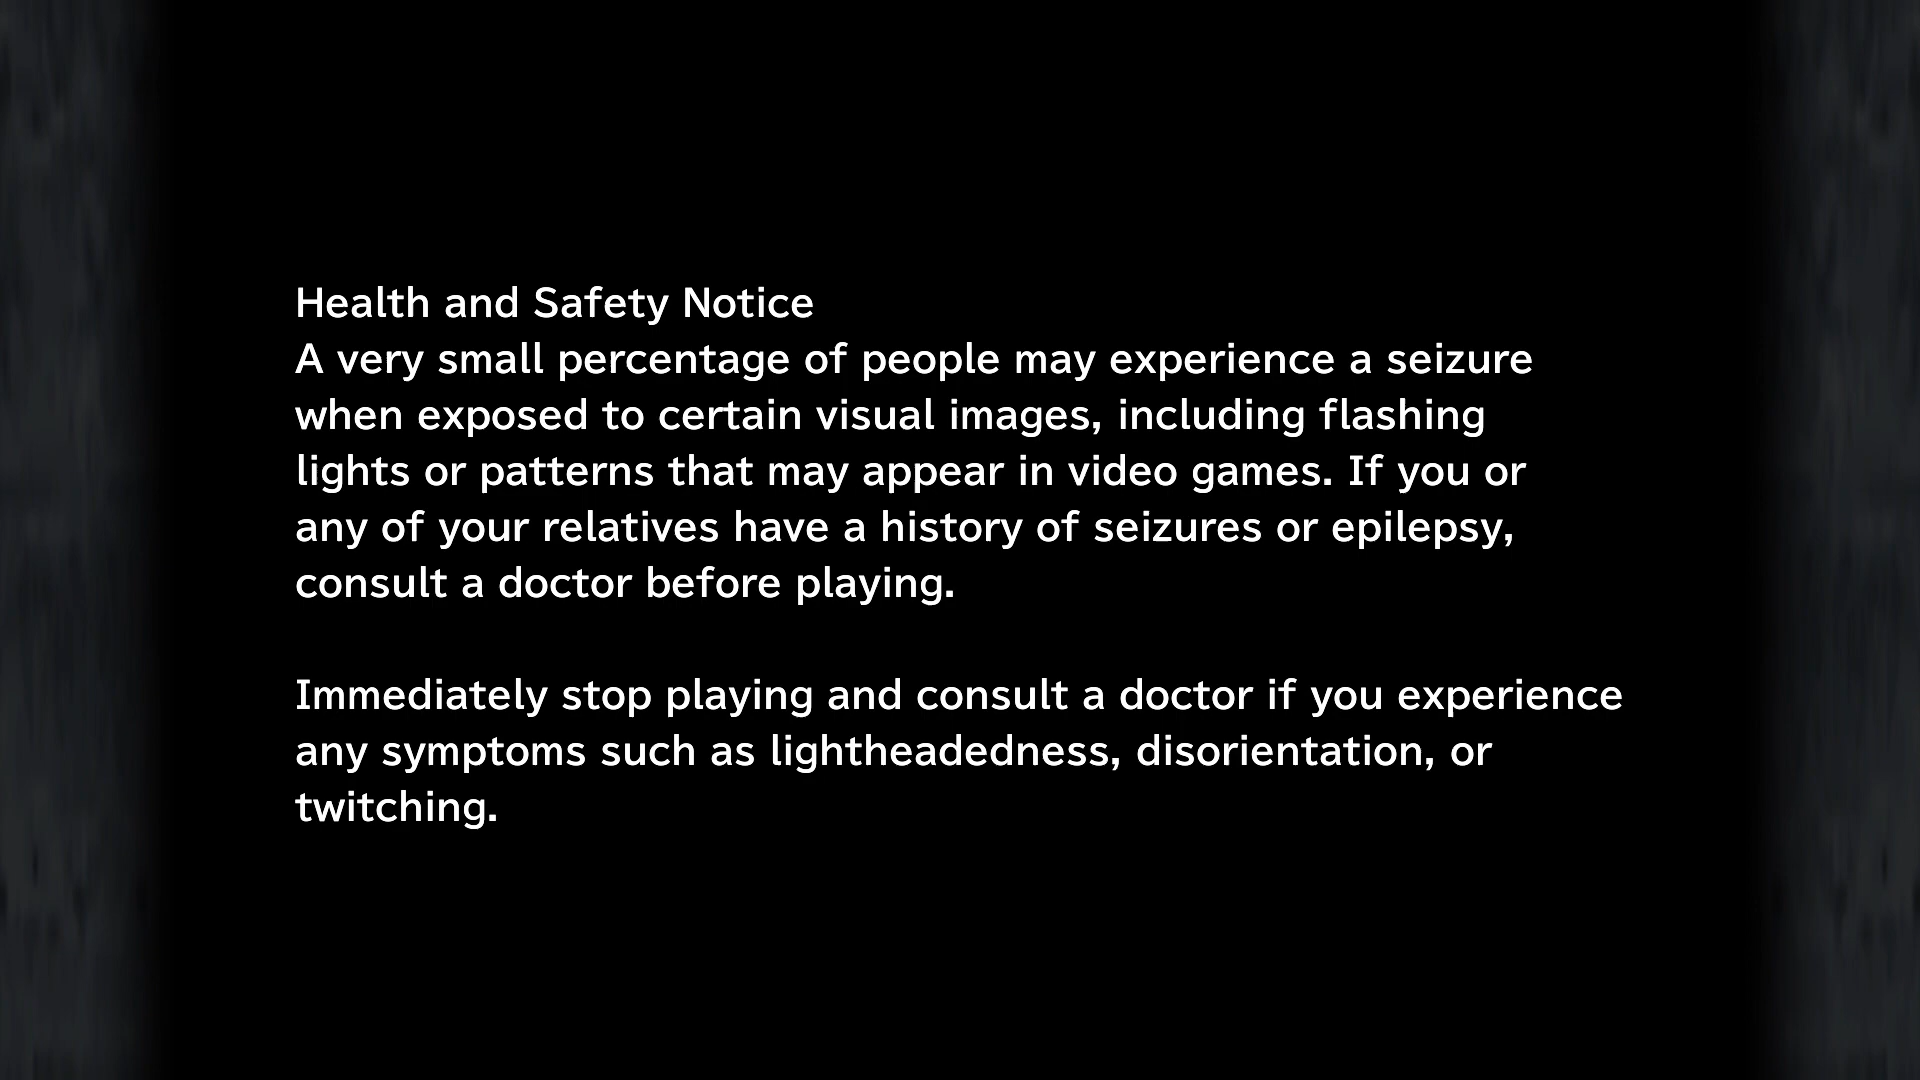 Health and Safety Notice
A very small percentage of people may experience a seizure
when exposed to certain visual images, including flashing
lights or patterns that may appear in video games. If you or
any of your relatives have a history of seizures or epilepsy,
consult a doctor before playing.
Immediately stop playing and consult a doctor if you experience
any symptoms such as lightheadedness, disorientation, or
twitching.